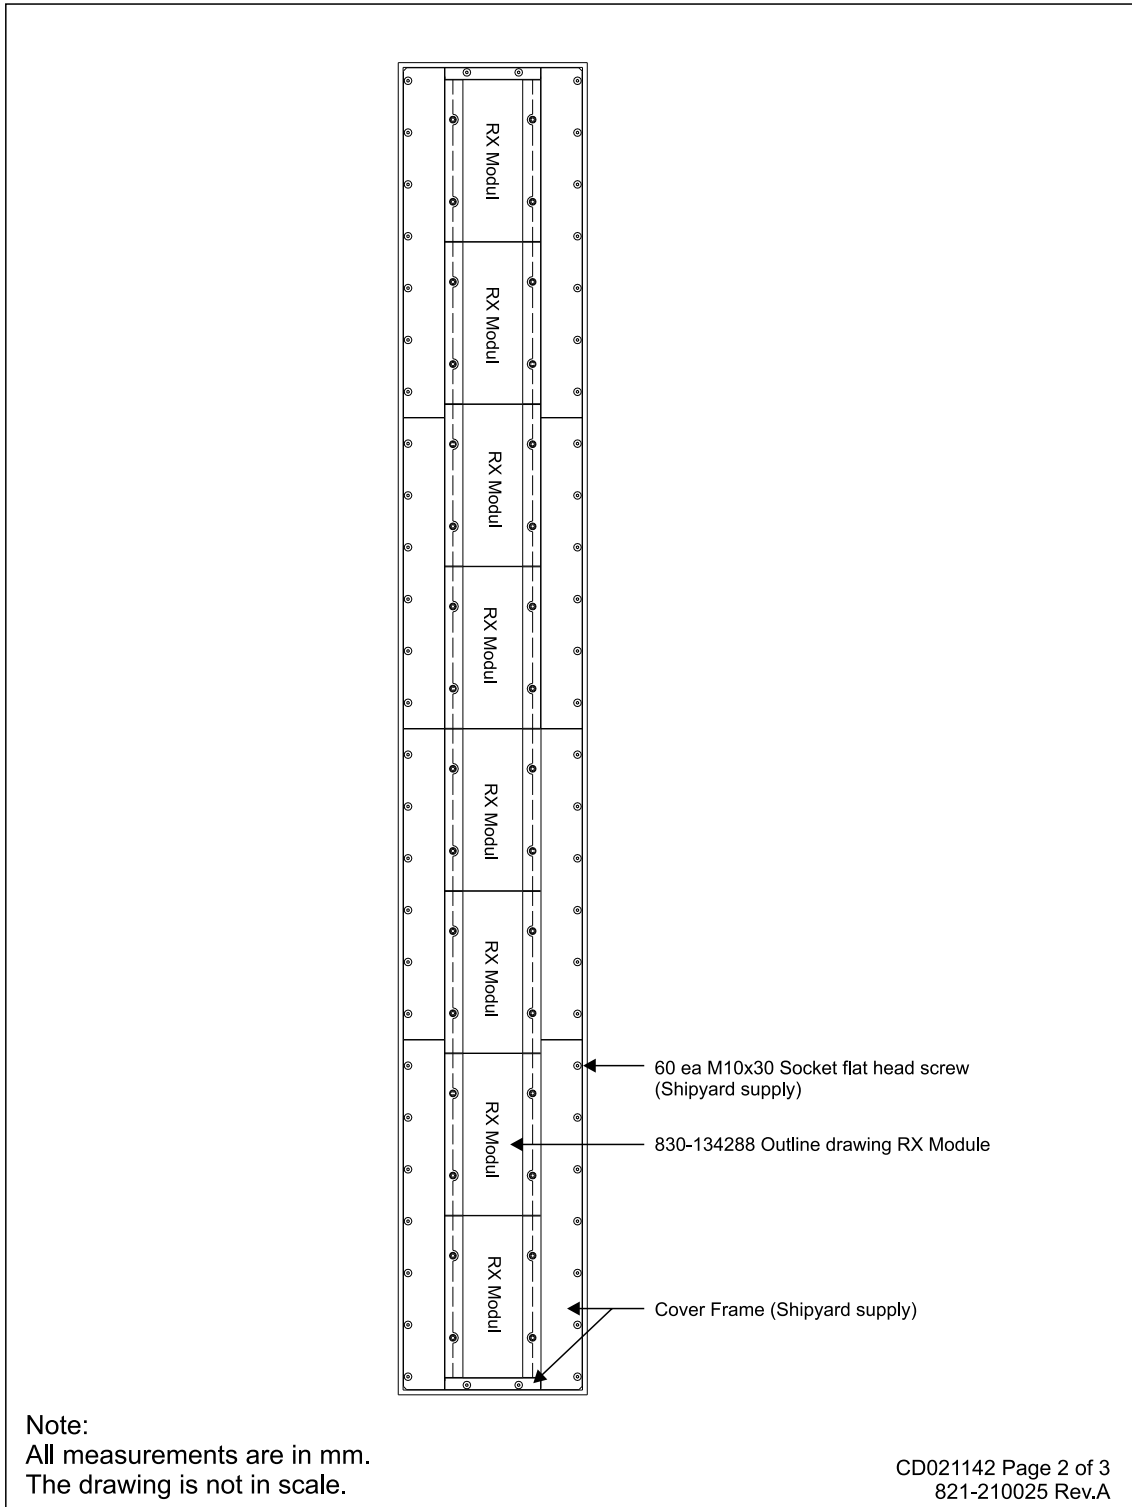 RX Modul
RX Modul
RX Modul
RX Modul
RX Modul
RX Modul
RX Modul
RX Modul
60 ea M10x30 Socket flat head screw
(Shipyard supply)
830-134288 Outline drawing RX Module
Cover Frame (Shipyard supply)
Note:
All measurements are in mm.
The drawing is not in scale.
CD021142 Page 2 of 3
821-210025 Rev.A